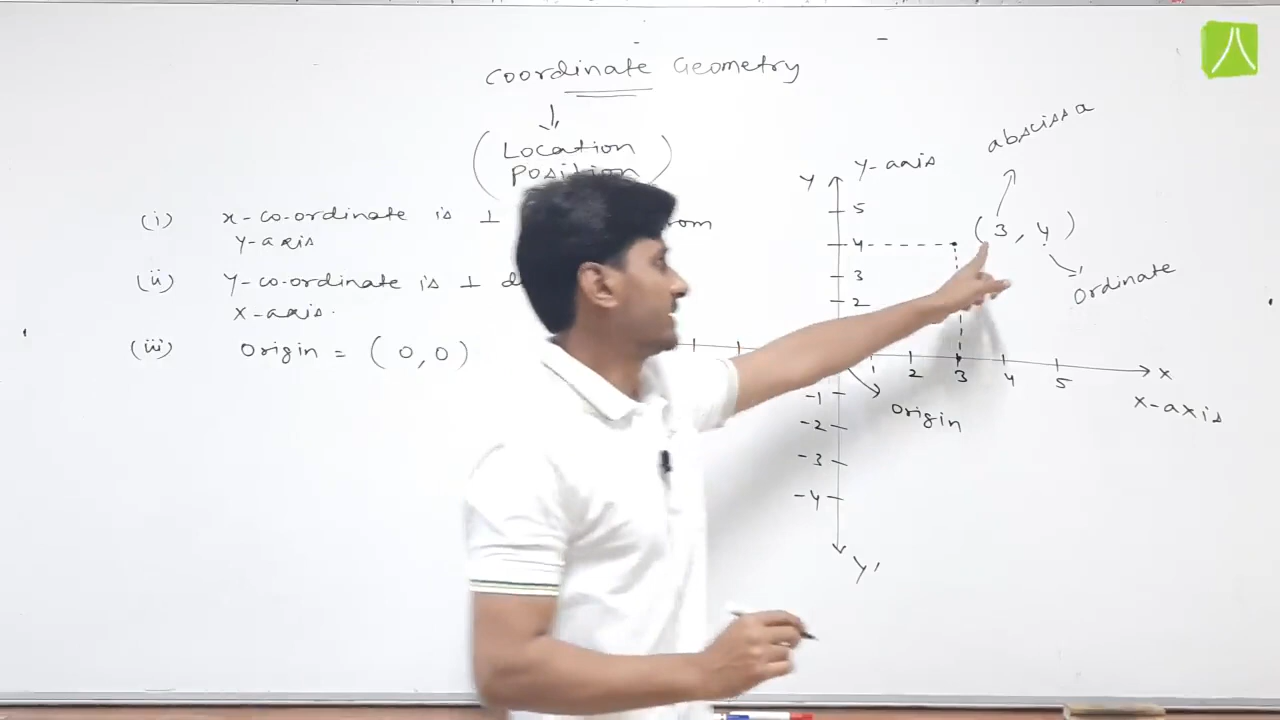 Coordinate Geometry
(Location
Position)
(i) x-co-ordinate is ⊥
y-axis
(ii) y-co-ordinate is ⊥
x-axis.
(iii) Origin = (0,0)
abscissa
y y-axis
5
(3, 4)
4
3
2
ordinate
1 2 3 4 5 x
x-axis
origin
-1
-2
-3
-4
y'